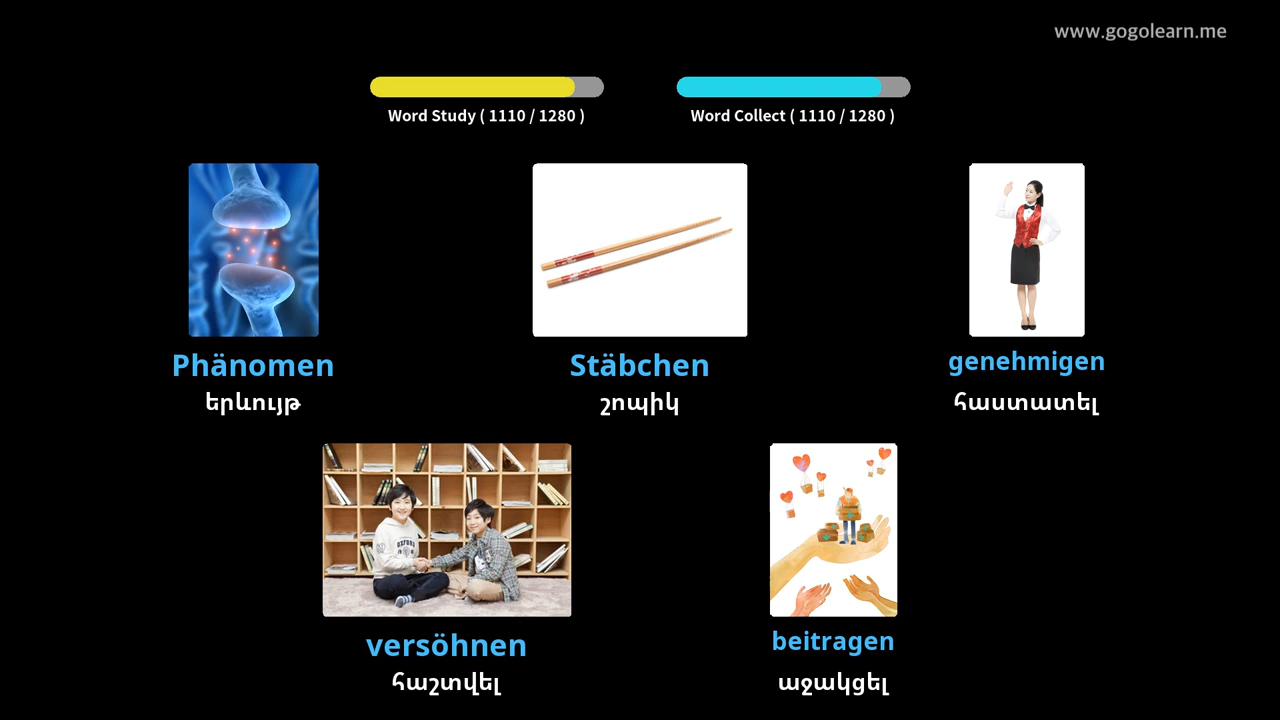 www.gogolearn.me
Word Study ( 1110 / 1280 )
Word Collect ( 1110 / 1280 )
Phänomen
երևույթ
Stäbchen
շոպիկ
genehmigen
հաստատել
OXFORD
versöhnen
հաշտվել
beitragen
աջակցել